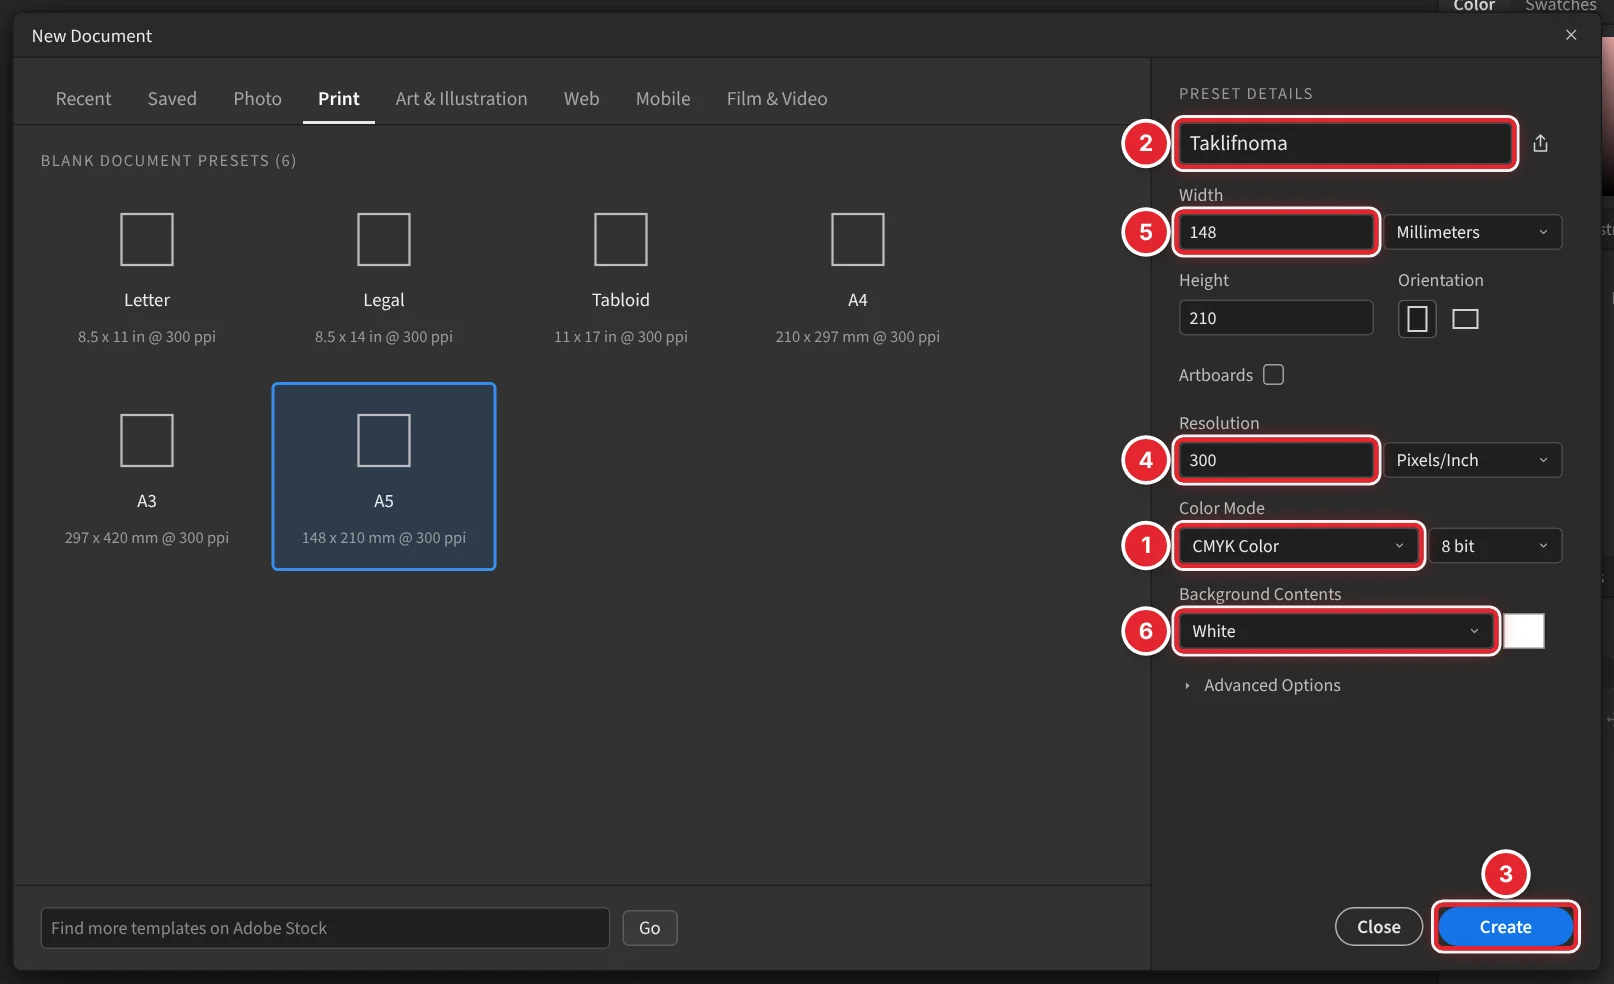 Color Swatches
New Document
Recent Saved Photo Print Art & Illustration Web Mobile Film & Video
BLANK DOCUMENT PRESETS (6)
Letter
8.5 x 11 in @ 300 ppi
Legal
8.5 x 14 in @ 300 ppi
Tabloid
11 x 17 in @ 300 ppi
A4
210 x 297 mm @ 300 ppi
A3
297 x 420 mm @ 300 ppi
A5
148 x 210 mm @ 300 ppi
Find more templates on Adobe Stock Go
PRESET DETAILS
2 Taklifnoma
Width
5 148 Millimeters
Height Orientation
210
Artboards
Resolution
4 300 Pixels/Inch
Color Mode
1 CMYK Color 8 bit
Background Contents
6 White
Advanced Options
3
Close Create